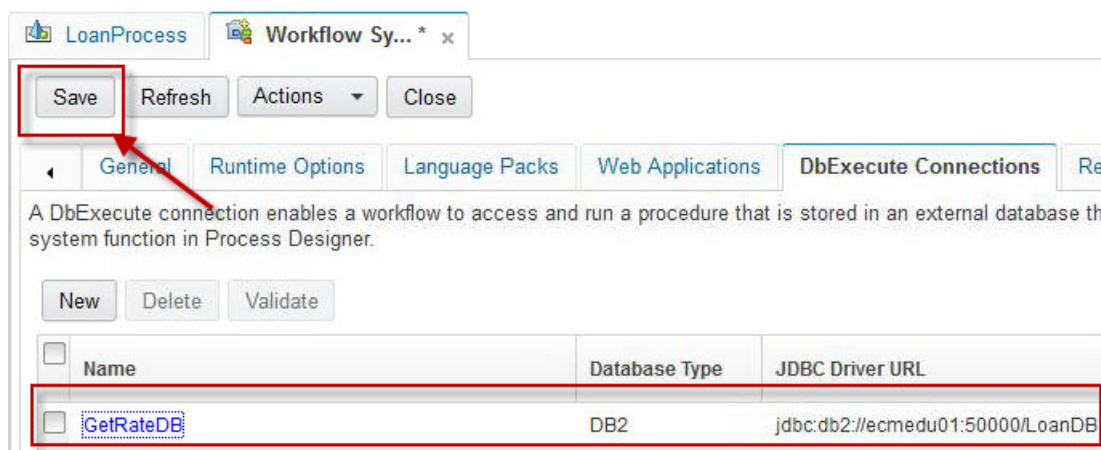 LoanProcess Workflow Sy... * x
Save Refresh Actions Close
General Runtime Options Language Packs Web Applications DbExecute Connections Re
A DbExecute connection enables a workflow to access and run a procedure that is stored in an external database th
system function in Process Designer.
New Delete Validate
Name Database Type JDBC Driver URL
GetRateDB DB2 jdbc:db2://ecmedu01:50000/LoanDB